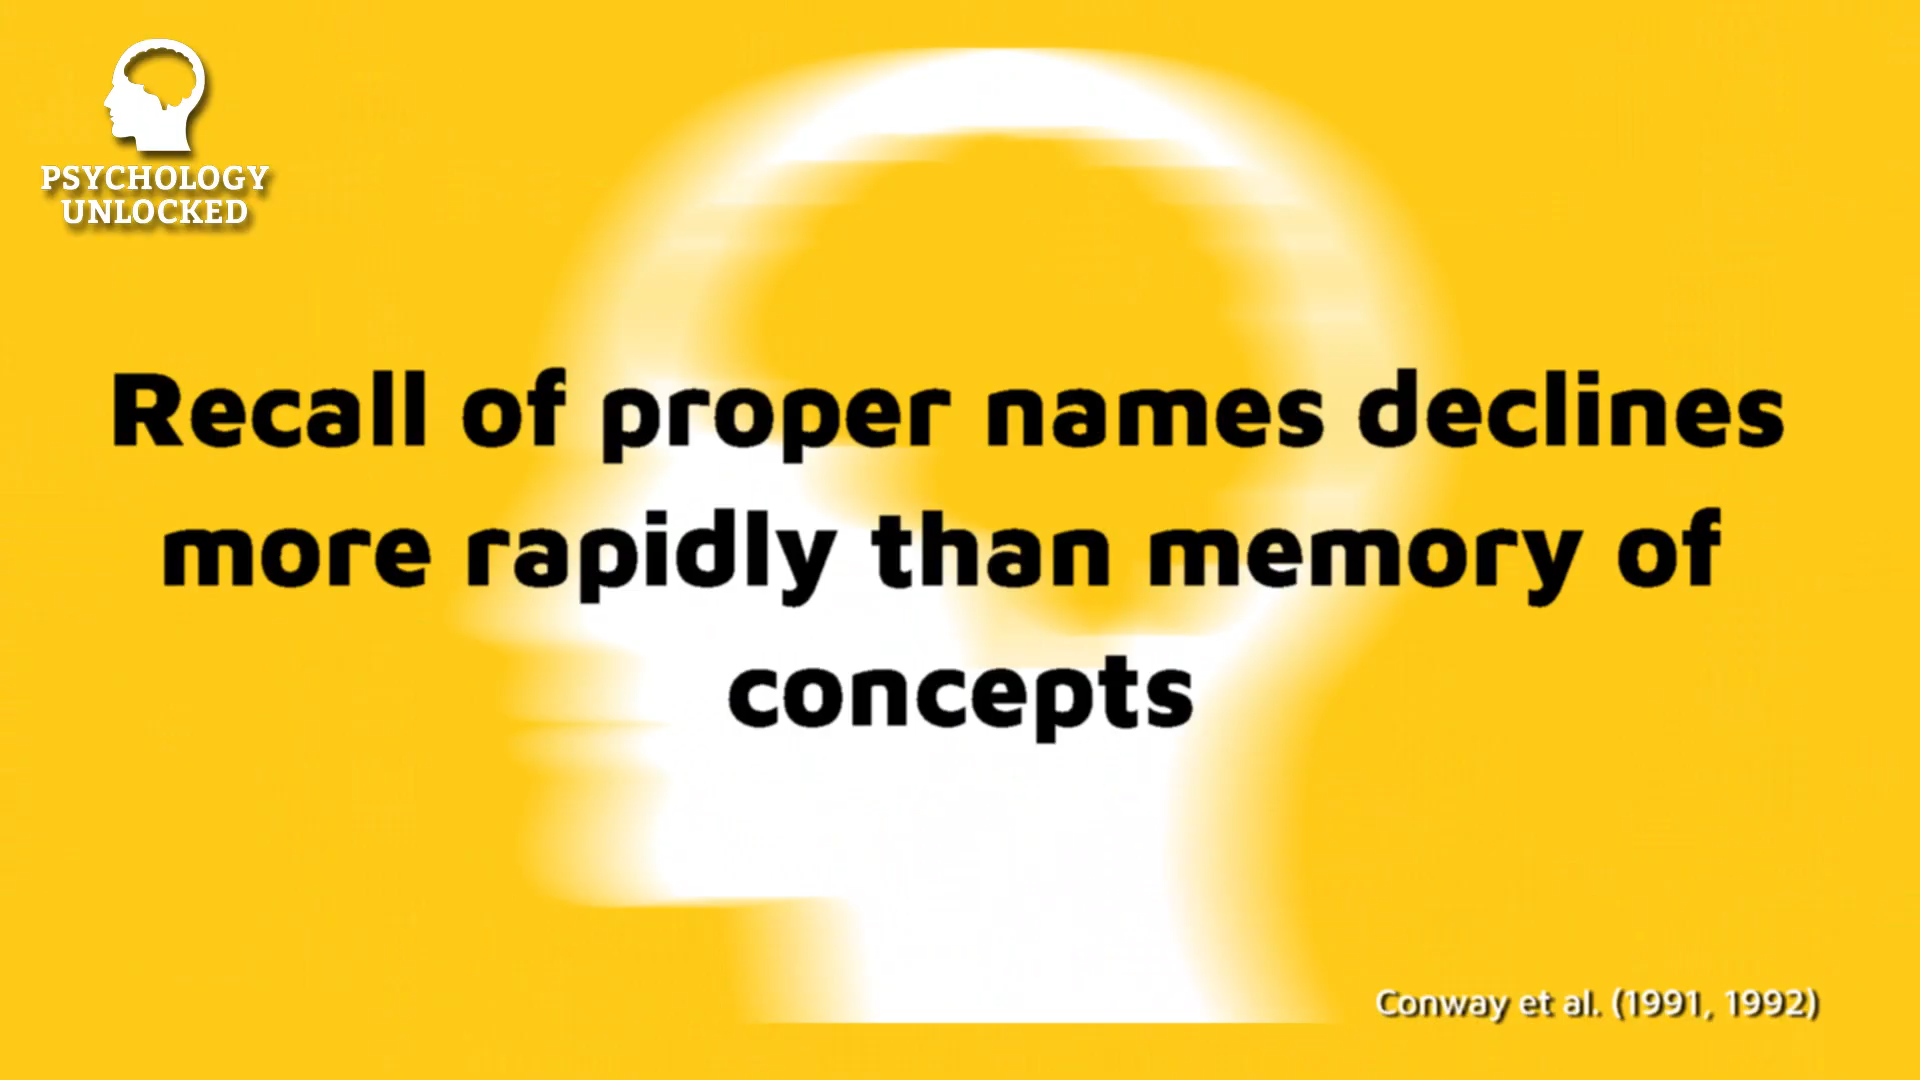 PSYCHOLOGY
UNLOCKED
Recall of proper names declines
more rapidly than memory of
concepts
Conway et al. (1991, 1992)